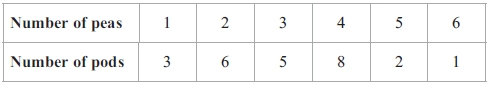 Number of peas 1 2 3 4 5 6
Number of pods 3 6 5 8 2 1